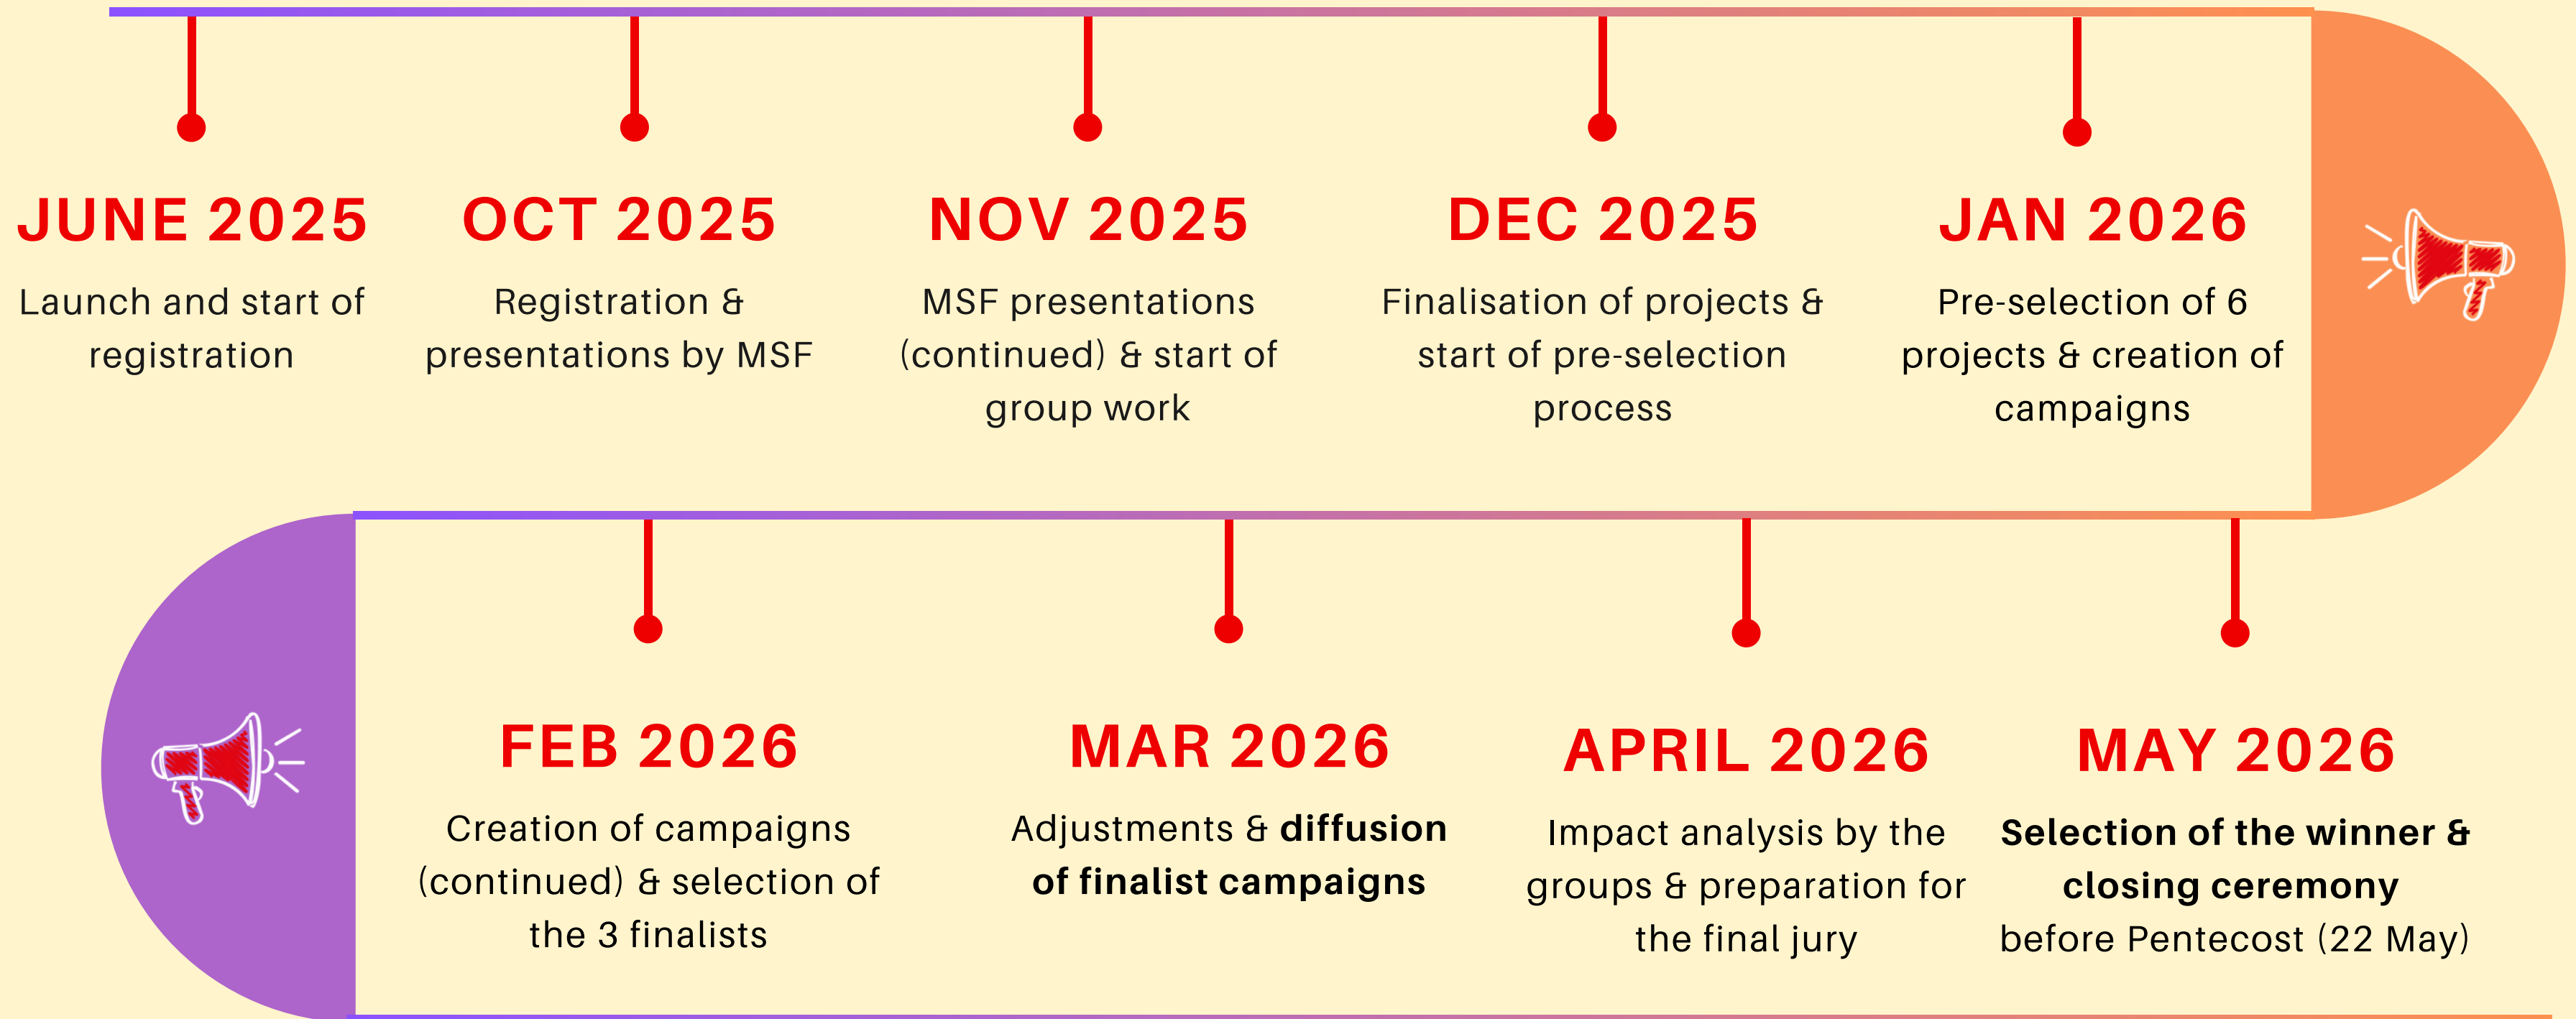 JUNE 2025
Launch and start of
registration
OCT 2025
Registration &
presentations by MSF
NOV 2025
MSF presentations
(continued) & start of
group work
DEC 2025
Finalisation of projects &
start of pre-selection
process
JAN 2026
Pre-selection of 6
projects & creation of
campaigns
FEB 2026
Creation of campaigns
(continued) & selection of
the 3 finalists
MAR 2026
Adjustments & diffusion
of finalist campaigns
APRIL 2026
Impact analysis by the
groups & preparation for
the final jury
MAY 2026
Selection of the winner &
closing ceremony
before Pentecost (22 May)